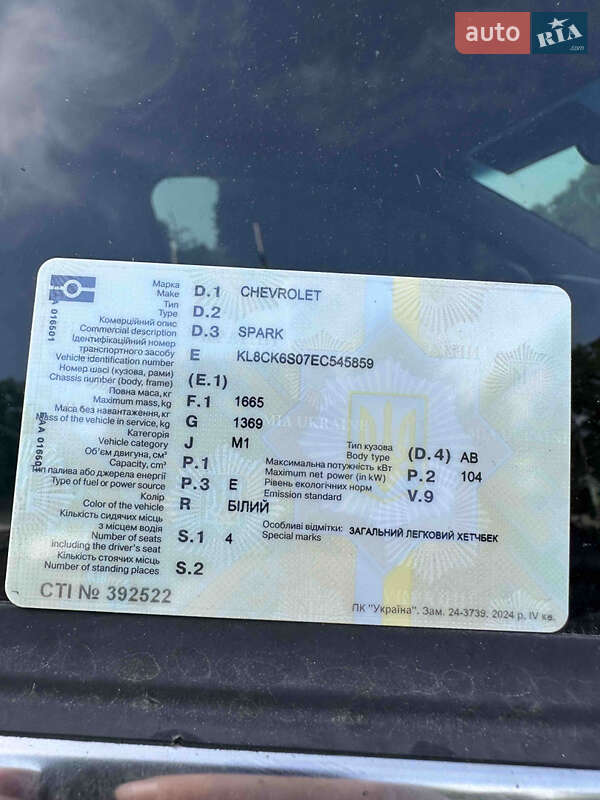 auto RIA .com
Марка
Make D.1 CHEVROLET
Тип
Type D.2
Комерційний опис
Commercial description D.3 SPARK
Ідентифікаційний номер
транспортного засобу
Vehicle identification number E KL8CK6S07EC545859
Номер шасі (кузова, рами)
Chassis number (body, frame) (E.1)
Повна маса, кг
Maximum mass, kg F.1 1665
Маса без навантаження, кг
Mass of the vehicle in service, kg G 1369
Категорія
Vehicle category J M1
Тип кузова
Body type (D.4) АВ
Об'єм двигуна, см³
Capacity, cm³ P.1
Максимальна потужність кВт
Maximum net power (in kW) P.2 104
Тип палива або джерела енергії
Type of fuel or power source P.3 E
Рівень екологічних норм
Emission standard V.9
Колір
Color of the vehicle R БІЛИЙ
Кількість сидячих місць
з місцем водія
Number of seats
including the driver's seat S.1 4
Особливі відмітки:
Special marks ЗАГАЛЬНИЙ ЛЕГКОВИЙ ХЕТЧБЕК
Кількість стоячих місць
Number of standing places S.2
СТІ № 392522
ПК "Україна". Зам. 24-3739. 2024 р. IV кв.
MIA UKRAINE